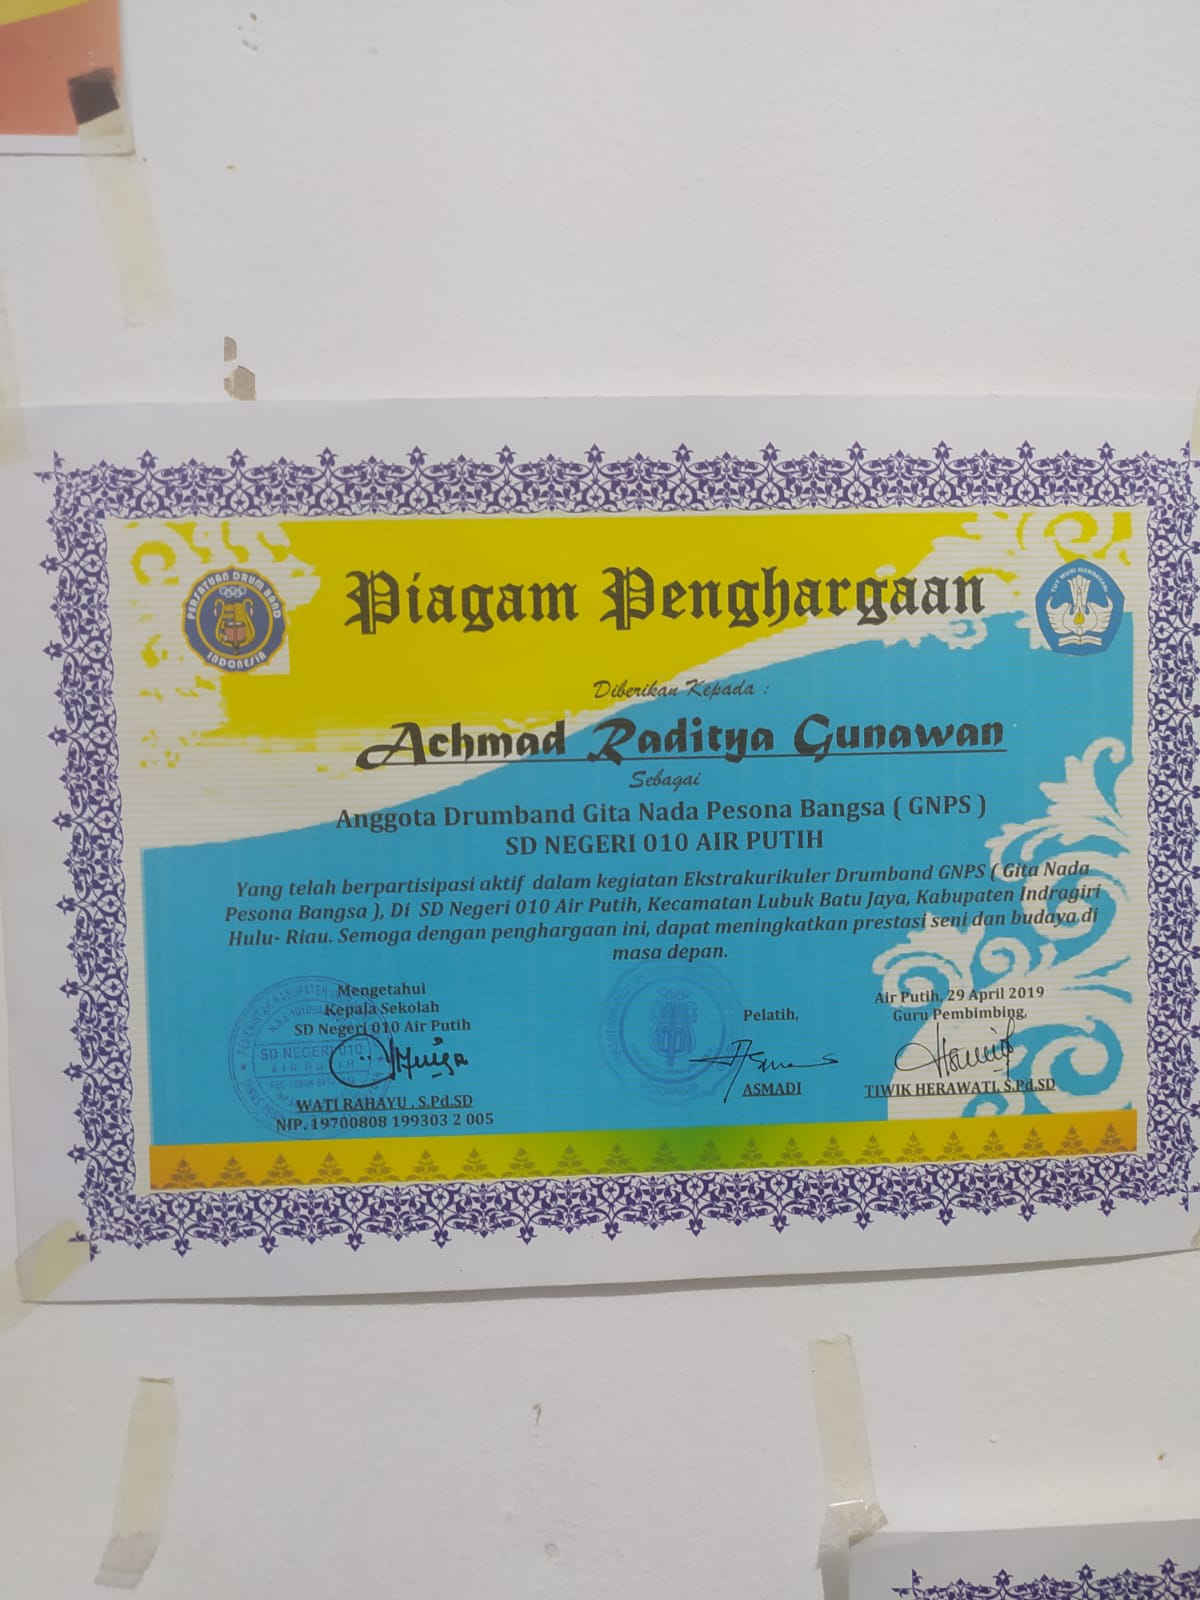 Piagam Penghargaan
PERSATUAN DRUM BAND
INDONESIA
TUT WURI HANDAYANI
Diberikan Kepada :
Achmad Raditya Gunawan
Sebagai
Anggota Drumband Gita Nada Pesona Bangsa ( GNPS )
SD NEGERI 010 AIR PUTIH
Yang telah berpartisipasi aktif dalam kegiatan Ekstrakurikuler Drumband GNPS ( Gita Nada
Pesona Bangsa ), Di SD Negeri 010 Air Putih, Kecamatan Lubuk Batu Jaya, Kabupaten Indragiri
Hulu- Riau. Semoga dengan penghargaan ini, dapat meningkatkan prestasi seni dan budaya di
masa depan.
Mengetahui
Kepala Sekolah
SD Negeri 010 Air Putih
PEMERINTAH KABUPATEN
SD NEGERI 010
AIR PUTIH
WATI RAHAYU , S.Pd.SD
NIP. 19700808 199303 2 005
Pelatih,
ASMADI
Air Putih, 29 April 2019
Guru Pembimbing,
TIWIK HERAWATI, S.Pd.SD